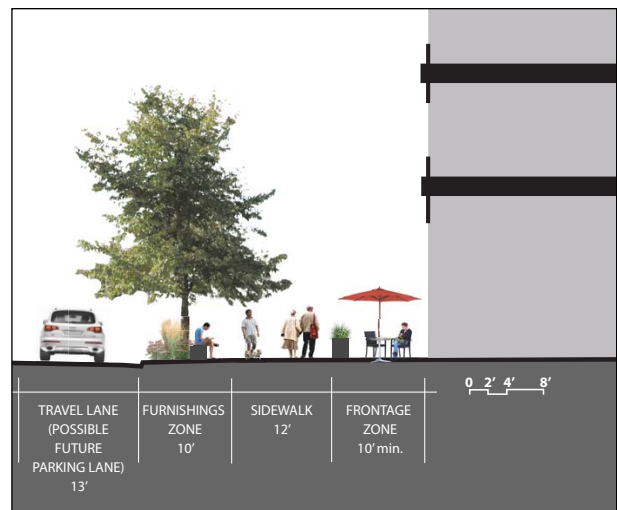 0 2′ 4′ 8′
TRAVEL LANE
(POSSIBLE
FUTURE
PARKING LANE)
13′
FURNISHINGS
ZONE
10′
SIDEWALK
12′
FRONTAGE
ZONE
10′ min.